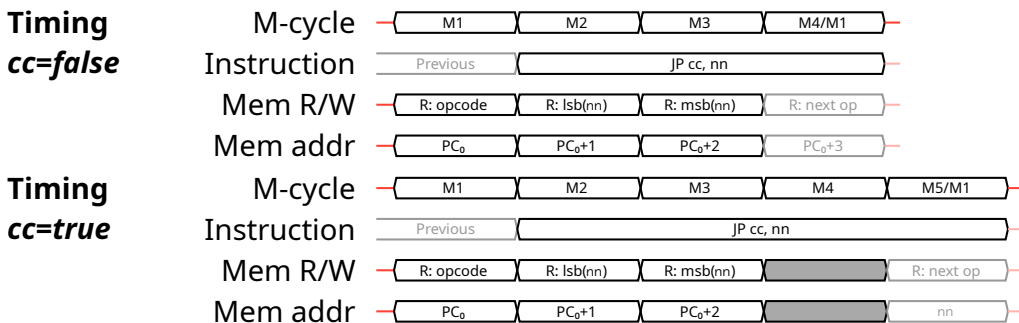 Timing M-cycle M1 M2 M3 M4/M1
cc=false Instruction Previous JP cc, nn
Mem R/W R: opcode R: lsb(nn) R: msb(nn) R: next op
Mem addr PC₀ PC₀+1 PC₀+2 PC₀+3
Timing M-cycle M1 M2 M3 M4 M5/M1
cc=true Instruction Previous JP cc, nn
Mem R/W R: opcode R: lsb(nn) R: msb(nn) R: next op
Mem addr PC₀ PC₀+1 PC₀+2 nn